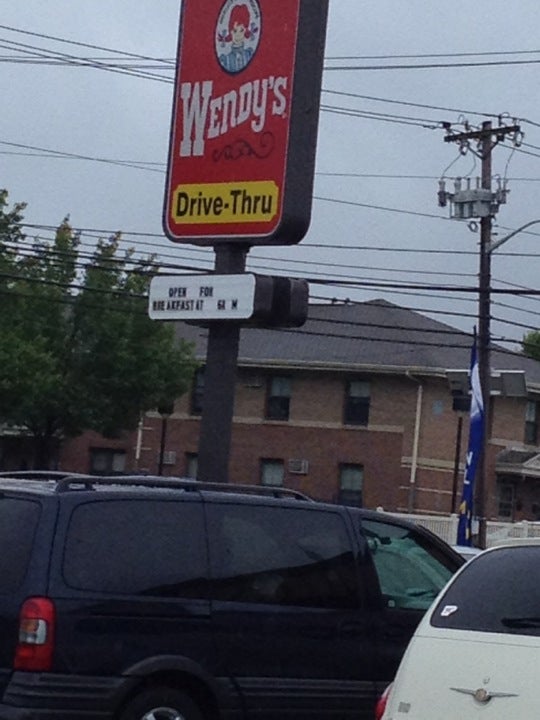 Wendy's
Drive-Thru
OPEN FOR
BREAKFAST AT